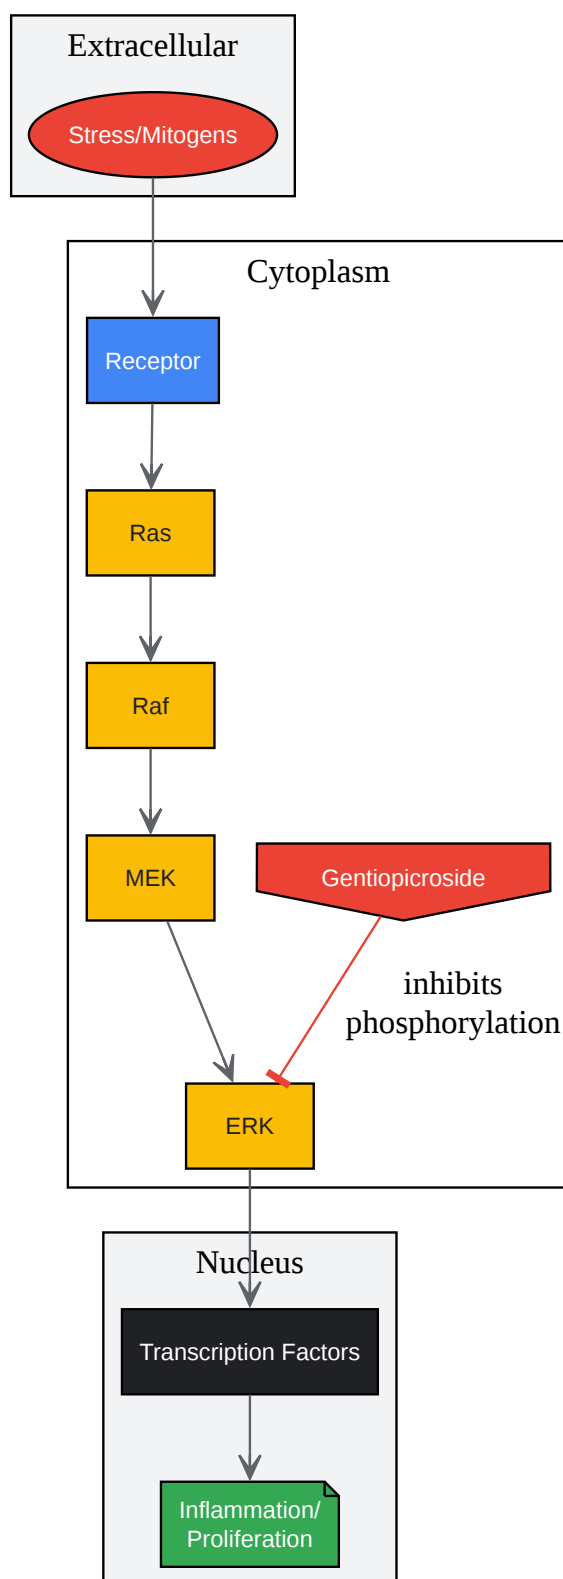 Extracellular
Stress/Mitogens
Cytoplasm
Receptor
Ras
Raf
MEK
Gentiopicroside
inhibits
phosphorylation
ERK
Nucleus
Transcription Factors
Inflammation/
Proliferation